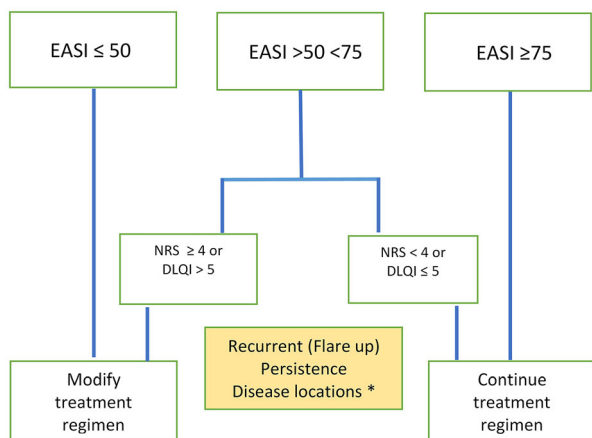 EASI ≤ 50
EASI >50 <75
EASI ≥75
NRS ≥ 4 or
DLQI > 5
NRS < 4 or
DLQI ≤ 5
Recurrent (Flare up)
Persistence
Disease locations *
Modify
treatment
regimen
Continue
treatment
regimen